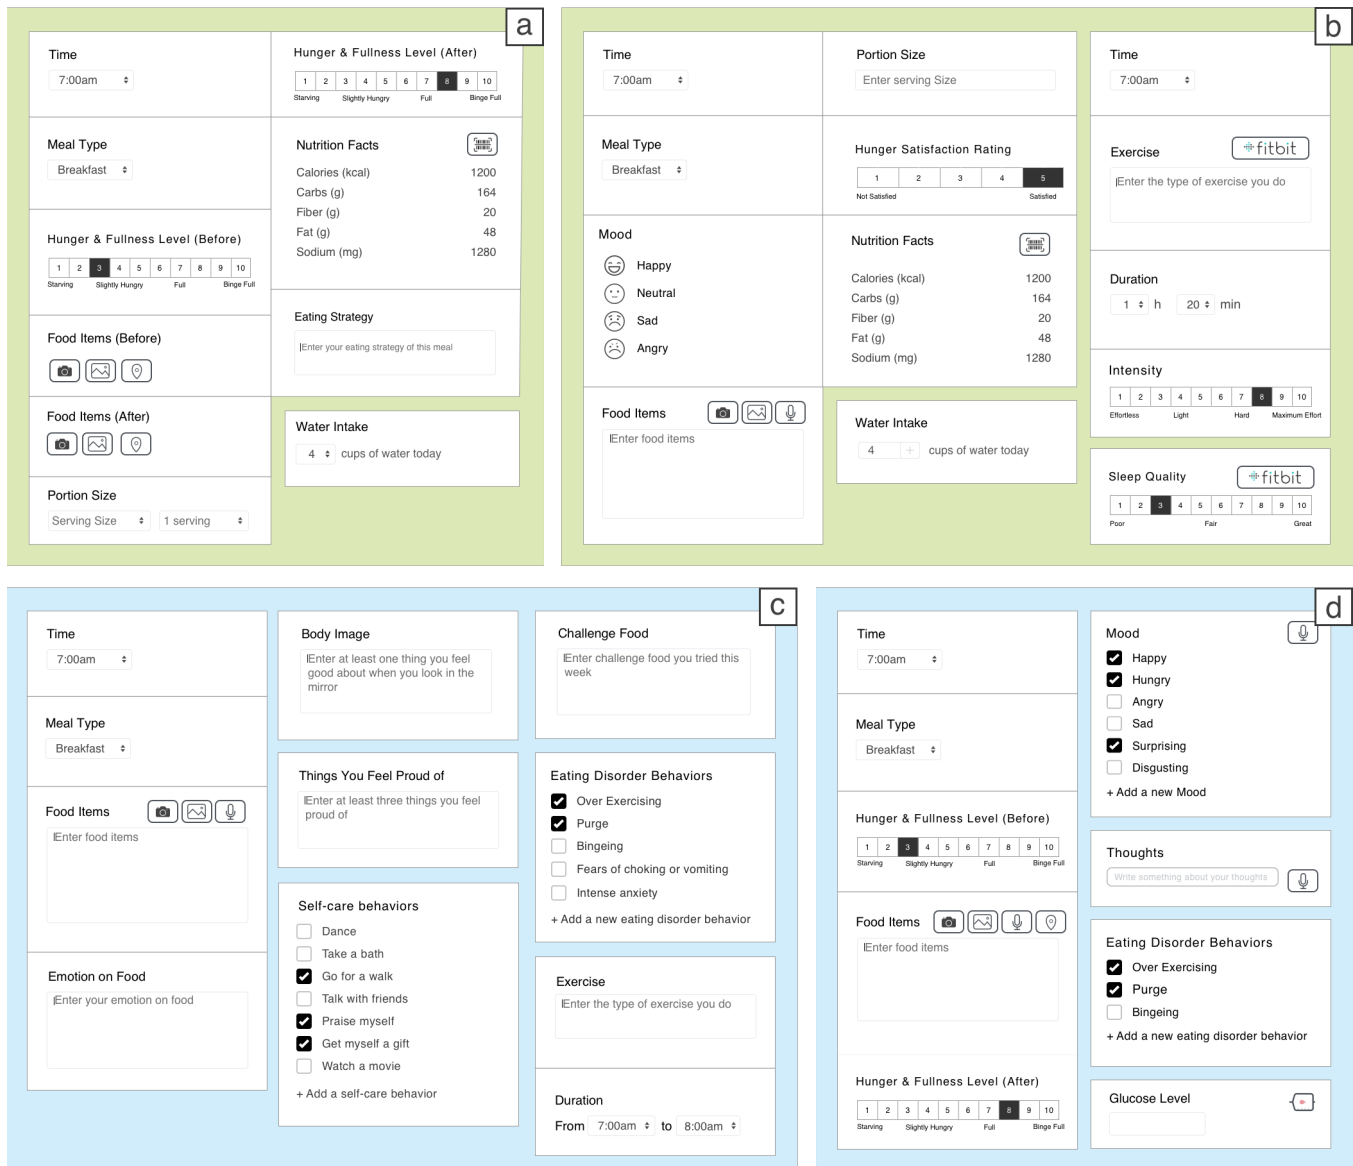 a
Time
7:00am
Meal Type
Breakfast
Hunger & Fullness Level (Before)
1 2 3 4 5 6 7 8 9 10
Starving Slightly Hungry Full Binge Full
Food Items (Before)
Food Items (After)
Portion Size
Serving Size 1 serving
Hunger & Fullness Level (After)
1 2 3 4 5 6 7 8 9 10
Starving Slightly Hungry Full Binge Full
Nutrition Facts
Calories (kcal) 1200
Carbs (g) 164
Fiber (g) 20
Fat (g) 48
Sodium (mg) 1280
Eating Strategy
Enter your eating strategy of this meal
Water Intake
4 cups of water today
b
Time
7:00am
Meal Type
Breakfast
Mood
Happy
Neutral
Sad
Angry
Food Items
Enter food items
Portion Size
Enter serving Size
Hunger Satisfaction Rating
1 2 3 4 5
Not Satisfied Satisfied
Nutrition Facts
Calories (kcal) 1200
Carbs (g) 164
Fiber (g) 20
Fat (g) 48
Sodium (mg) 1280
Water Intake
4 + cups of water today
Time
7:00am
Exercise fitbit
Enter the type of exercise you do
Duration
1 h 20 min
Intensity
1 2 3 4 5 6 7 8 9 10
Effortless Light Hard Maximum Effort
Sleep Quality fitbit
1 2 3 4 5 6 7 8 9 10
Poor Fair Great
c
Time
7:00am
Meal Type
Breakfast
Food Items
Enter food items
Emotion on Food
Enter your emotion on food
Body Image
Enter at least one thing you feel
good about when you look in the
mirror
Things You Feel Proud of
Enter at least three things you feel
proud of
Self-care behaviors
Dance
Take a bath
Go for a walk
Talk with friends
Praise myself
Get myself a gift
Watch a movie
+ Add a self-care behavior
Challenge Food
Enter challenge food you tried this
week
Eating Disorder Behaviors
Over Exercising
Purge
Bingeing
Fears of choking or vomiting
Intense anxiety
+ Add a new eating disorder behavior
Exercise
Enter the type of exercise you do
Duration
From 7:00am to 8:00am
d
Time
7:00am
Meal Type
Breakfast
Hunger & Fullness Level (Before)
1 2 3 4 5 6 7 8 9 10
Starving Slightly Hungry Full Binge Full
Food Items
Enter food items
Hunger & Fullness Level (After)
1 2 3 4 5 6 7 8 9 10
Starving Slightly Hungry Full Binge Full
Mood
Happy
Hungry
Angry
Sad
Surprising
Disgusting
+ Add a new Mood
Thoughts
Write something about your thoughts
Eating Disorder Behaviors
Over Exercising
Purge
Bingeing
+ Add a new eating disorder behavior
Glucose Level